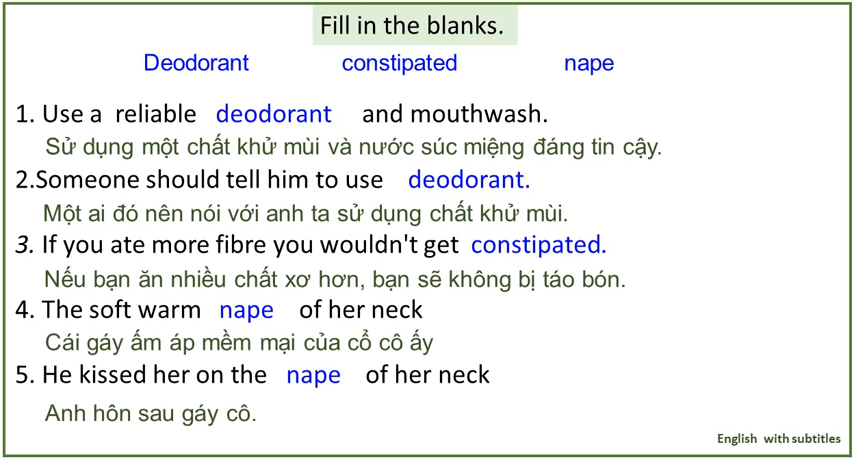 Fill in the blanks.
Deodorant constipated nape
1. Use a reliable deodorant and mouthwash.
Sử dụng một chất khử mùi và nước súc miệng đáng tin cậy.
2.Someone should tell him to use deodorant.
Một ai đó nên nói với anh ta sử dụng chất khử mùi.
3. If you ate more fibre you wouldn't get constipated.
Nếu bạn ăn nhiều chất xơ hơn, bạn sẽ không bị táo bón.
4. The soft warm nape of her neck
Cái gáy ấm áp mềm mại của cổ cô ấy
5. He kissed her on the nape of her neck
Anh hôn sau gáy cô.
English with subtitles